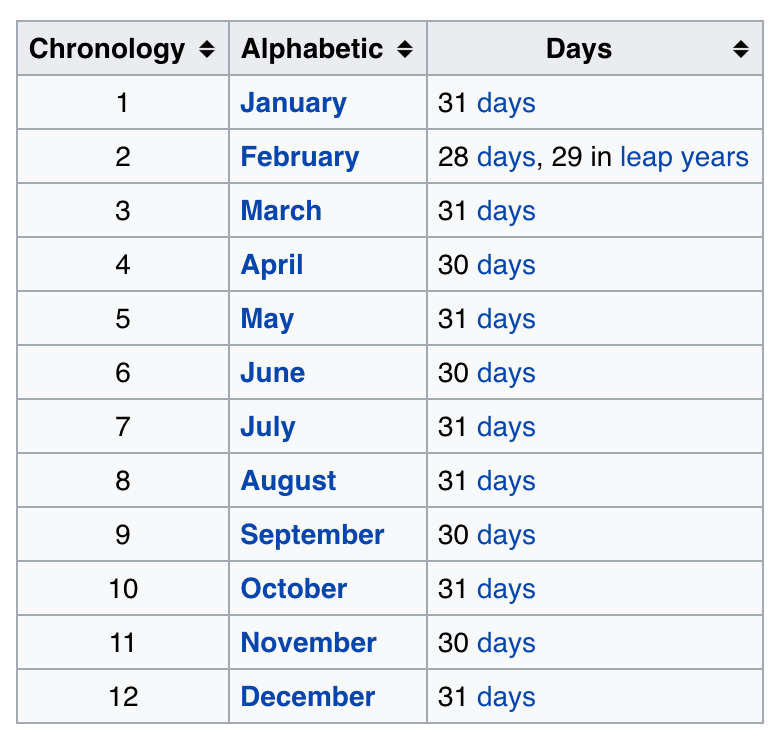 Chronology Alphabetic Days
1 January 31 days
2 February 28 days, 29 in leap years
3 March 31 days
4 April 30 days
5 May 31 days
6 June 30 days
7 July 31 days
8 August 31 days
9 September 30 days
10 October 31 days
11 November 30 days
12 December 31 days